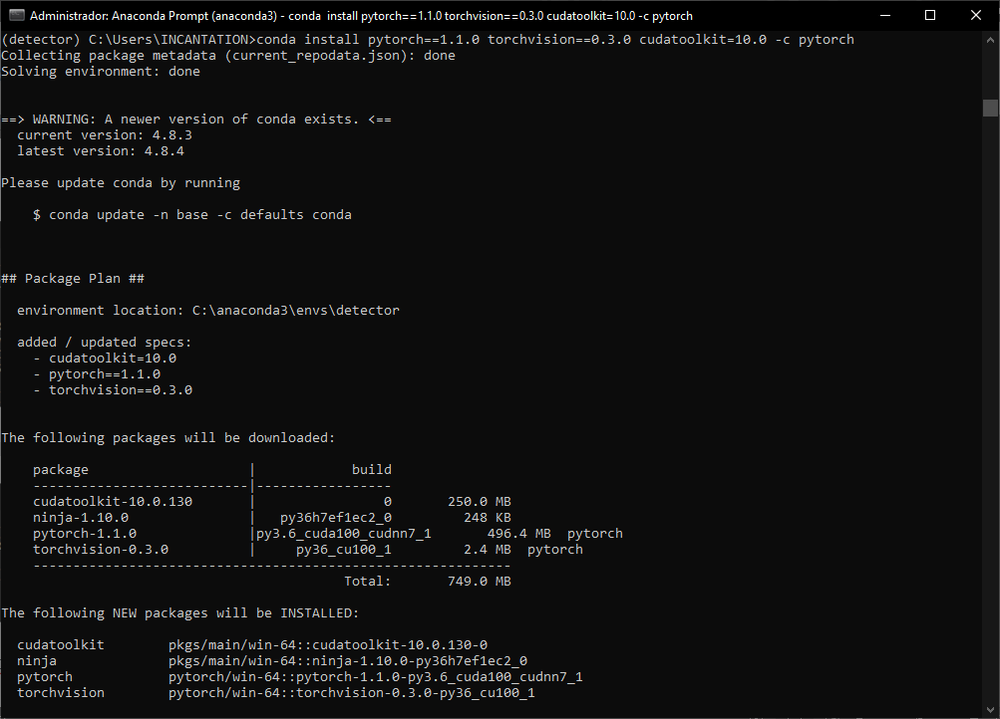 Administrador: Anaconda Prompt (anaconda3) - conda  install pytorch==1.1.0 torchvision==0.3.0 cudatoolkit=10.0 -c pytorch
(detector) C:\Users\INCANTATION>conda install pytorch==1.1.0 torchvision==0.3.0 cudatoolkit=10.0 -c pytorch
Collecting package metadata (current_repodata.json): done
Solving environment: done
==> WARNING: A newer version of conda exists. <==
  current version: 4.8.3
  latest version: 4.8.4
Please update conda by running
    $ conda update -n base -c defaults conda
## Package Plan ##
  environment location: C:\anaconda3\envs\detector
  added / updated specs:
    - cudatoolkit=10.0
    - pytorch==1.1.0
    - torchvision==0.3.0
The following packages will be downloaded:
    package                    |            build
    ---------------------------|-----------------
    cudatoolkit-10.0.130       |                0       250.0 MB
    ninja-1.10.0               |   py36h7ef1ec2_0         248 KB
    pytorch-1.1.0              |py3.6_cuda100_cudnn7_1       496.4 MB  pytorch
    torchvision-0.3.0          |     py36_cu100_1         2.4 MB  pytorch
    ------------------------------------------------------------
                                           Total:       749.0 MB
The following NEW packages will be INSTALLED:
  cudatoolkit        pkgs/main/win-64::cudatoolkit-10.0.130-0
  ninja              pkgs/main/win-64::ninja-1.10.0-py36h7ef1ec2_0
  pytorch            pytorch/win-64::pytorch-1.1.0-py3.6_cuda100_cudnn7_1
  torchvision        pytorch/win-64::torchvision-0.3.0-py36_cu100_1